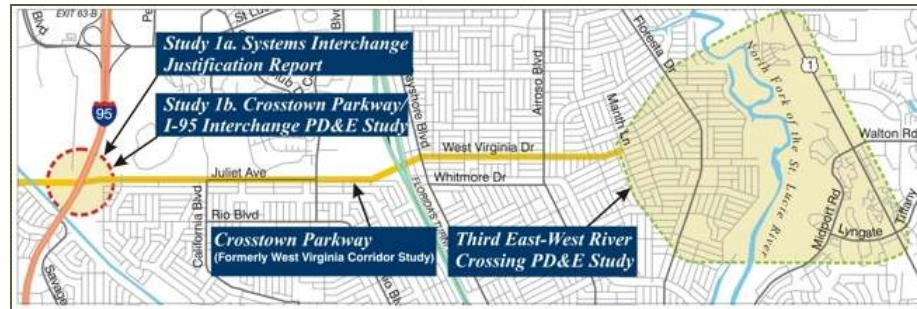 EXIT 63-B
Blvd
St Luc
Study 1a. Systems Interchange
Justification Report
Study 1b. Crosstown Parkway/
I-95 Interchange PD&E Study
95
Juliet Ave
California Blvd
Rio Blvd
Savage
Crosstown Parkway
(Formerly West Virginia Corridor Study)
Blvd
FLORIDA'S
Bayshore Blvd
West Virginia Dr
Whitmore Dr
Airoso Blvd
Manth Ln
Floresta Dr
Third East-West River
Crossing PD&E Study
North Fork of the St. Lucie River
1
Walton Rd
Midport Rd
Lyngate
Tiffany